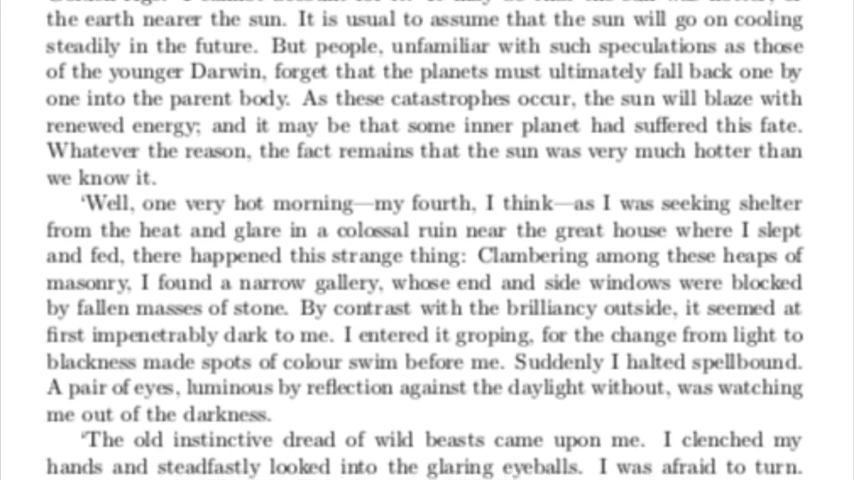 the earth nearer the sun. It is usual to assume that the sun will go on cooling
steadily in the future. But people, unfamiliar with such speculations as those
of the younger Darwin, forget that the planets must ultimately fall back one by
one into the parent body. As these catastrophes occur, the sun will blaze with
renewed energy; and it may be that some inner planet had suffered this fate.
Whatever the reason, the fact remains that the sun was very much hotter than
we know it.
‘Well, one very hot morning—my fourth, I think—as I was seeking shelter
from the heat and glare in a colossal ruin near the great house where I slept
and fed, there happened this strange thing: Clambering among these heaps of
masonry, I found a narrow gallery, whose end and side windows were blocked
by fallen masses of stone. By contrast with the brilliancy outside, it seemed at
first impenetrably dark to me. I entered it groping, for the change from light to
blackness made spots of colour swim before me. Suddenly I halted spellbound.
A pair of eyes, luminous by reflection against the daylight without, was watching
me out of the darkness.
‘The old instinctive dread of wild beasts came upon me. I clenched my
hands and steadfastly looked into the glaring eyeballs. I was afraid to turn.